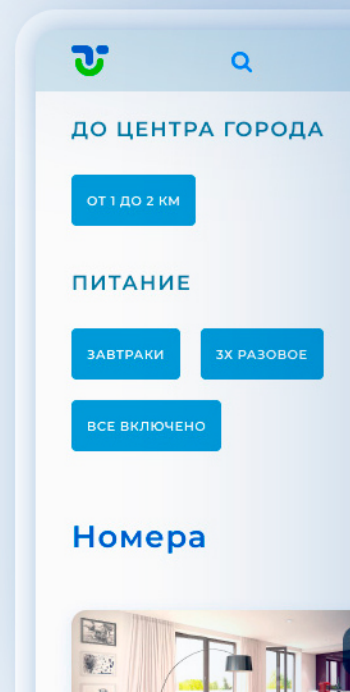 ДО ЦЕНТРА ГОРОДА
ОТ 1 ДО 2 КМ
ПИТАНИЕ
ЗАВТРАКИ
3Х РАЗОВОЕ
ВСЕ ВКЛЮЧЕНО
Номера